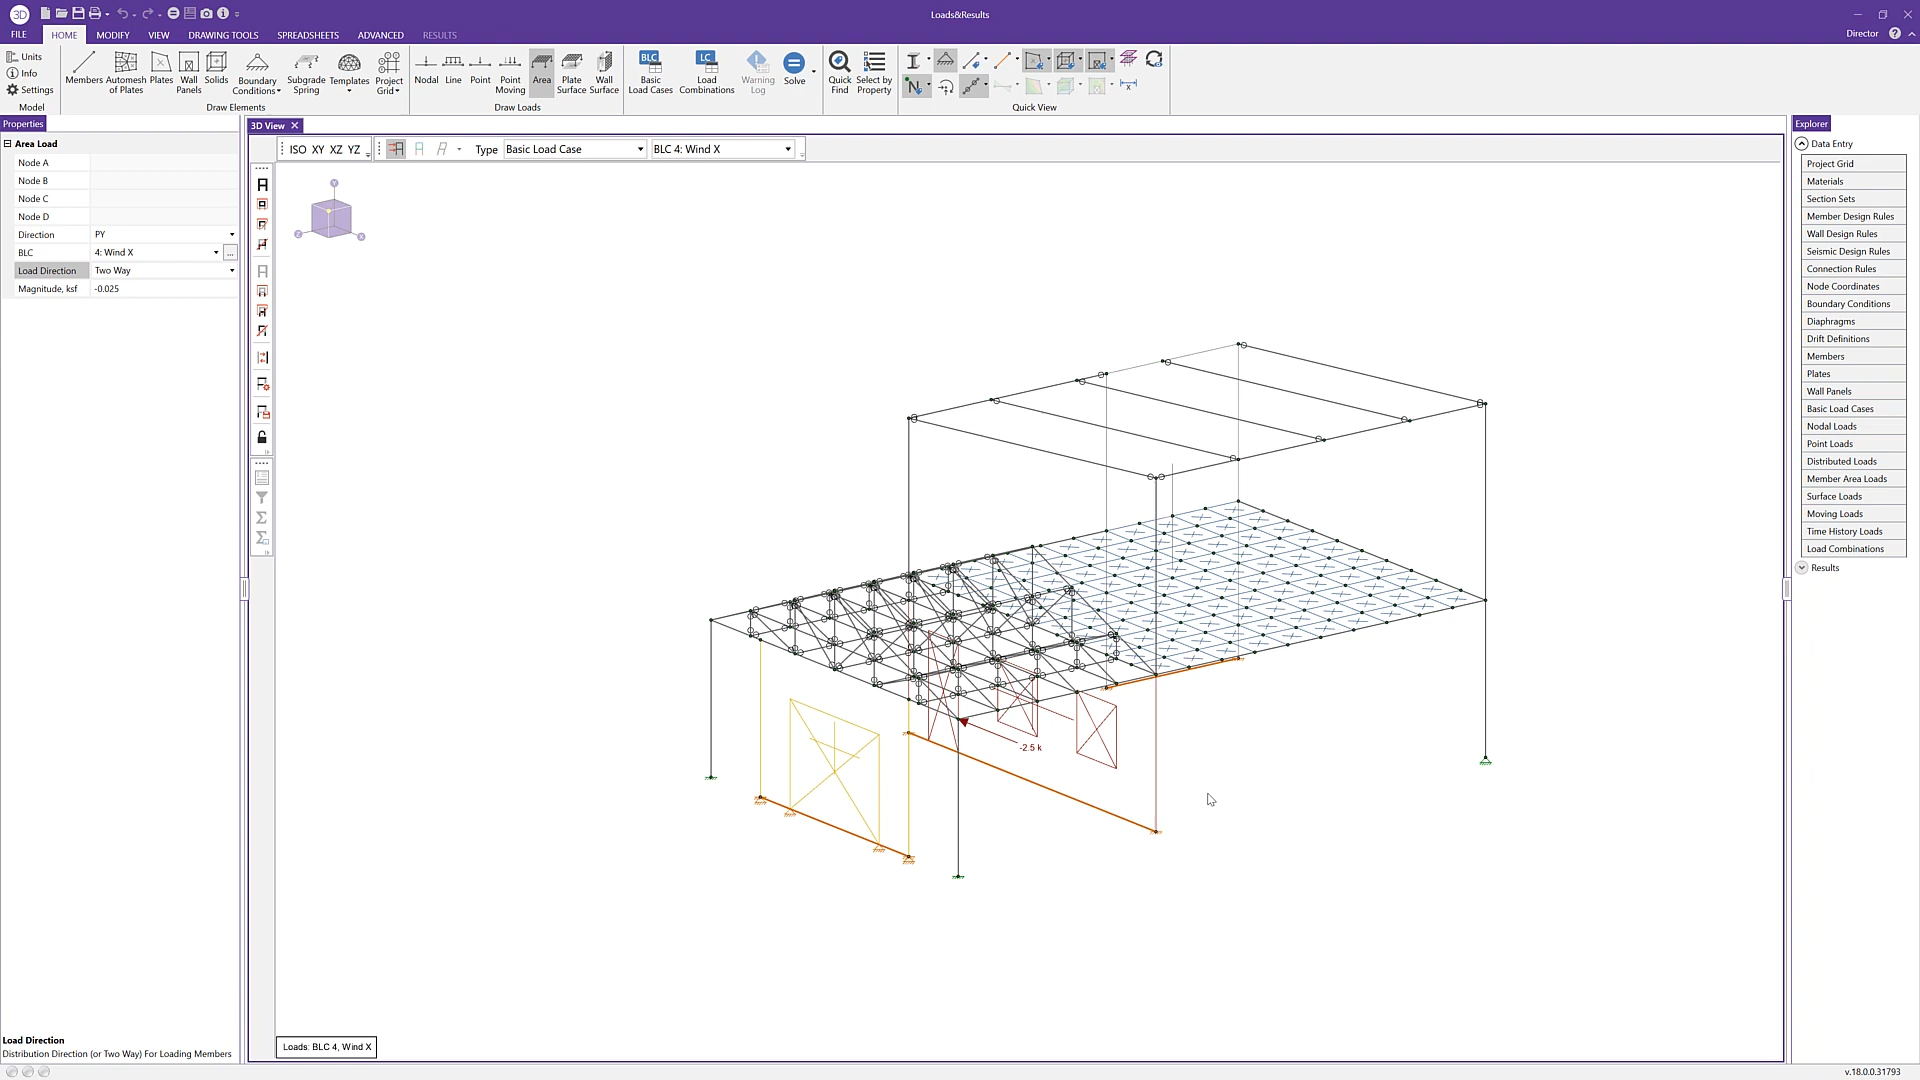 3D
Loads&Results
FILE
HOME
MODIFY
VIEW
DRAWING TOOLS
SPREADSHEETS
ADVANCED
RESULTS
Director
Units
Info
Settings
Model
Members
Automesh of Plates
Plates
Wall Panels
Solids
Boundary Conditions
Subgrade Spring
Templates
Project Grid
Draw Elements
Nodal
Line
Point
Point Moving
Area
Plate Surface
Wall Surface
Draw Loads
BLC
Basic Load Cases
LC
Load Combinations
Warning Log
Solve
Quick Find
Select by Property
N
Quick View
Properties
Area Load
Node A
Node B
Node C
Node D
Direction PY
BLC 4: Wind X ...
Load Direction Two Way
Magnitude, ksf -0.025
Load Direction
Distribution Direction (or Two Way) For Loading Members
3D View
ISO XY XZ YZ
Type Basic Load Case BLC 4: Wind X
Y
Z
X
-2.5 k
Loads: BLC 4, Wind X
Explorer
Data Entry
Project Grid
Materials
Section Sets
Member Design Rules
Wall Design Rules
Seismic Design Rules
Connection Rules
Node Coordinates
Boundary Conditions
Diaphragms
Drift Definitions
Members
Plates
Wall Panels
Basic Load Cases
Nodal Loads
Point Loads
Distributed Loads
Member Area Loads
Surface Loads
Moving Loads
Time History Loads
Load Combinations
Results
v.18.0.0.31793